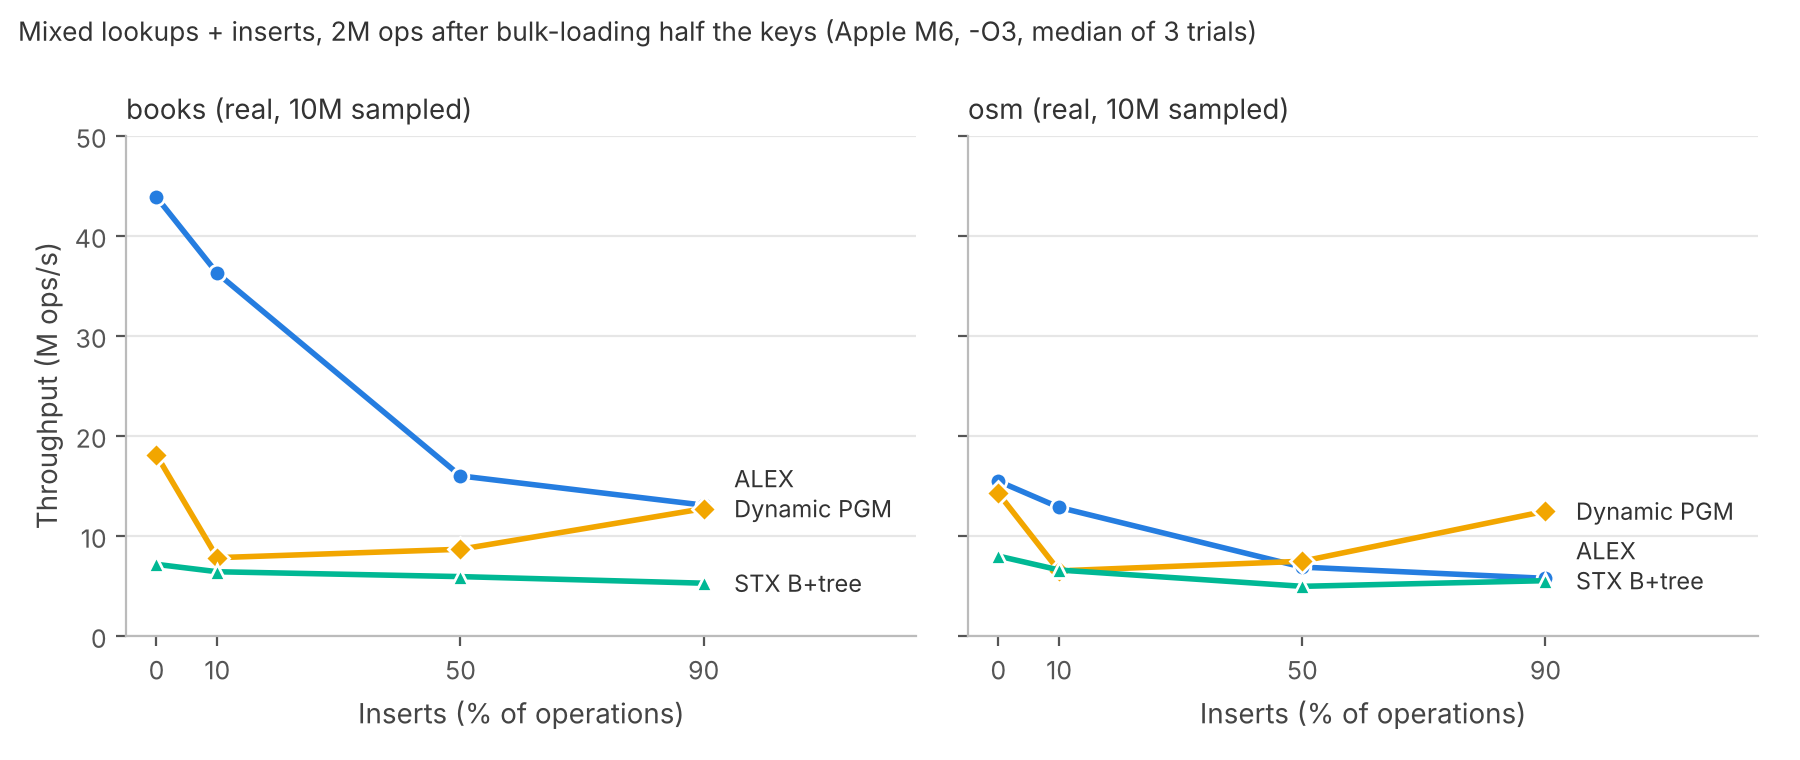 Mixed lookups + inserts, 2M ops after bulk-loading half the keys (Apple M6, -O3, median of 3 trials)
books (real, 10M sampled)
50
40
30
20
10
0
Throughput (M ops/s)
ALEX
Dynamic PGM
STX B+tree
0 10 50 90
Inserts (% of operations)
osm (real, 10M sampled)
Dynamic PGM
ALEX
STX B+tree
0 10 50 90
Inserts (% of operations)